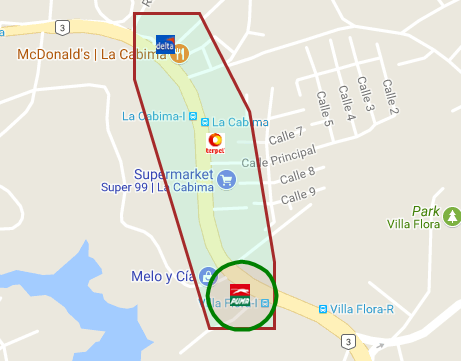 3
delta
McDonald's | La Cabima
Calle 2
Calle 3
Calle 4
Calle 5
La Cabima-I
La Cabima
Calle 7
terpel
Calle Principal
Supermarket
Super 99 | La Cabima
Calle 8
Calle 9
Park
Villa Flora
Melo y Cía
Villa Flora-I
PUMA
Villa Flora-R
3